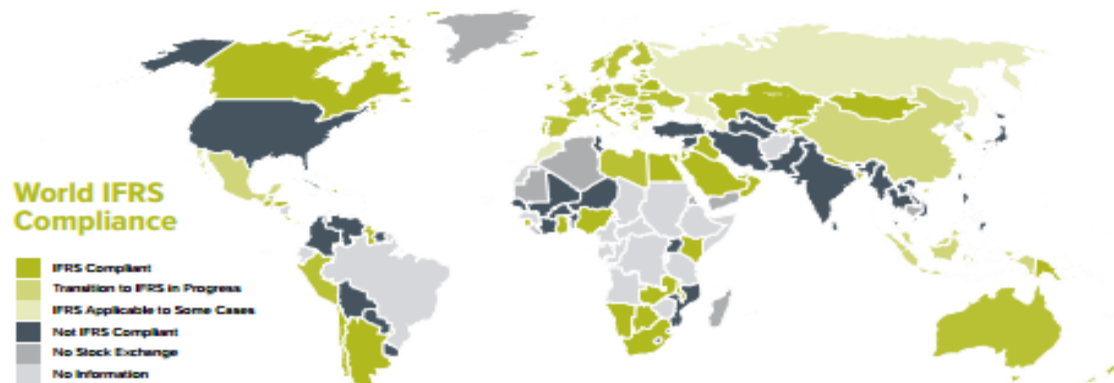 World IFRS
Compliance
IFRS Compliant
Transition to IFRS in Progress
IFRS Applicable to Some Cases
Not IFRS Compliant
No Stock Exchange
No Information